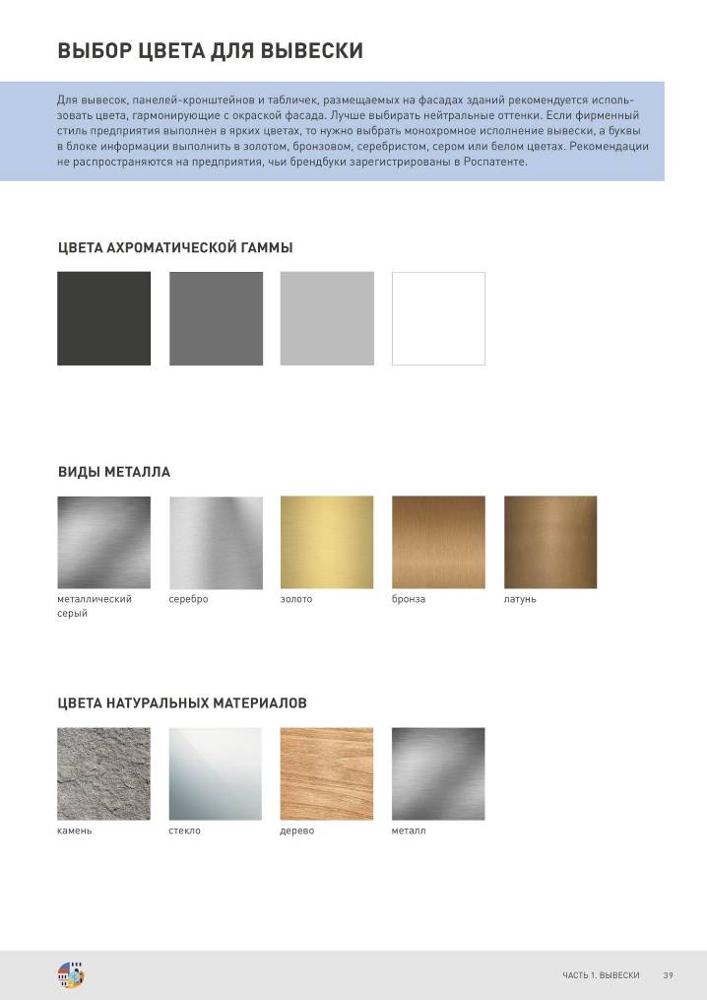 ВЫБОР ЦВЕТА ДЛЯ ВЫВЕСКИ
Для вывесок, панелей-кронштейнов и табличек, размещаемых на фасадах зданий рекомендуется исполь-
зовать цвета, гармонирующие с окраской фасада. Лучше выбирать нейтральные оттенки. Если фирменный
стиль предприятия выполнен в ярких цветах, то нужно выбрать монохромное исполнение вывески, а буквы
в блоке информации выполнить в золотом, бронзовом, серебристом, сером или белом цветах. Рекомендации
не распространяются на предприятия, чьи брендбуки зарегистрированы в Роспатенте.
ЦВЕТА АХРОМАТИЧЕСКОЙ ГАММЫ
ВИДЫ МЕТАЛЛА
металлический
серый
серебро
золото
бронза
латунь
ЦВЕТА НАТУРАЛЬНЫХ МАТЕРИАЛОВ
камень
стекло
дерево
металл
ЧАСТЬ 1. ВЫВЕСКИ
39